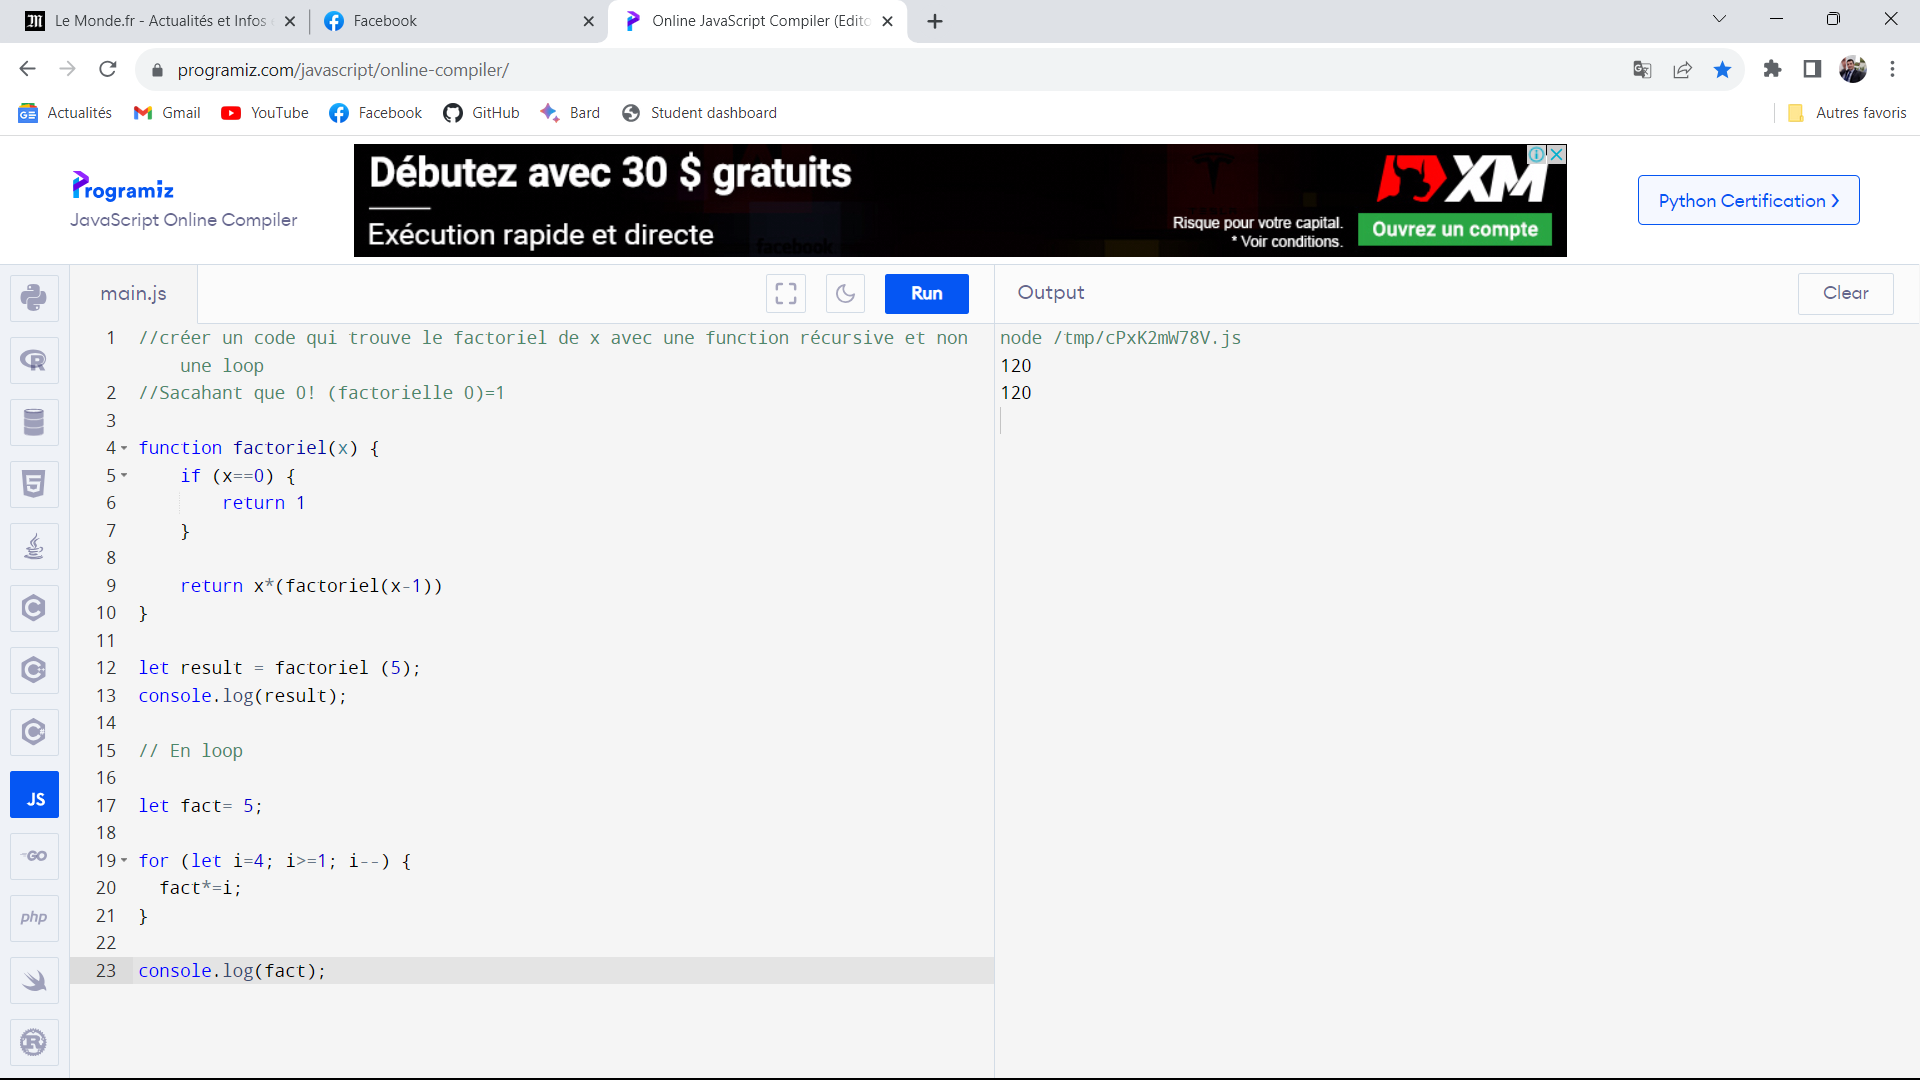 Le Monde.fr - Actualités et Infos
Facebook
Online JavaScript Compiler (Edito
programiz.com/javascript/online-compiler/
Actualités
Gmail
YouTube
Facebook
GitHub
Bard
Student dashboard
Autres favoris
Programiz
JavaScript Online Compiler
Débutez avec 30 $ gratuits
Exécution rapide et directe
facebook
Risque pour votre capital.
* Voir conditions.
XM
Ouvrez un compte
Python Certification >
main.js
Run
Output
Clear
1 //créer un code qui trouve le factoriel de x avec une function récursive et non
une loop
2 //Sacahant que 0! (factorielle 0)=1
3
4 function factoriel(x) {
5 if (x==0) {
6 return 1
7 }
8
9 return x*(factoriel(x-1))
10 }
11
12 let result = factoriel (5);
13 console.log(result);
14
15 // En loop
16
17 let fact= 5;
18
19 for (let i=4; i>=1; i--) {
20 fact*=i;
21 }
22
23 console.log(fact);
node /tmp/cPxK2mW78V.js
120
120
JS
GO
php